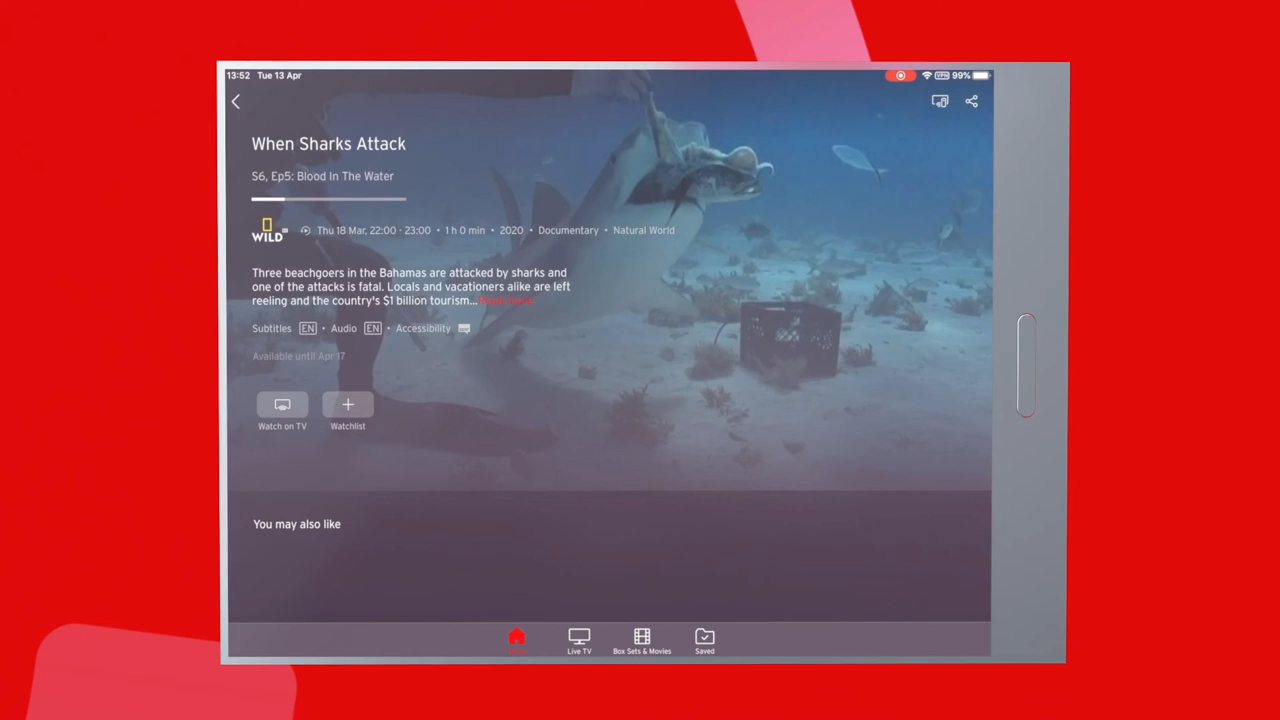 13:52 Tue 13 Apr
VPN 99%
When Sharks Attack
S6, Ep5: Blood In The Water
WILD Thu 18 Mar, 22:00 - 23:00 • 1 h 0 min • 2020 • Documentary • Natural World
Three beachgoers in the Bahamas are attacked by sharks and
one of the attacks is fatal. Locals and vacationers alike are left
reeling and the country's $1 billion tourism... Read more
Subtitles EN • Audio EN • Accessibility
Available until Apr 17
Watch on TV Watchlist
You may also like
Live TV Box Sets & Movies Saved